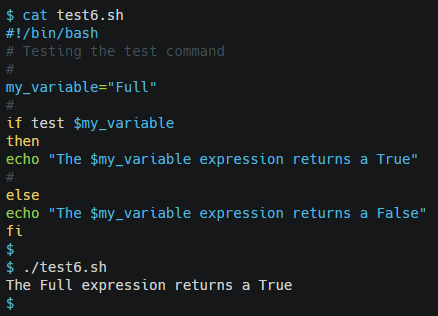 $ cat test6.sh
#!/bin/bash
# Testing the test command
#
my_variable="Full"
#
if test $my_variable
then
echo "The $my_variable expression returns a True"
#
else
echo "The $my_variable expression returns a False"
fi
$
$ ./test6.sh
The Full expression returns a True
$